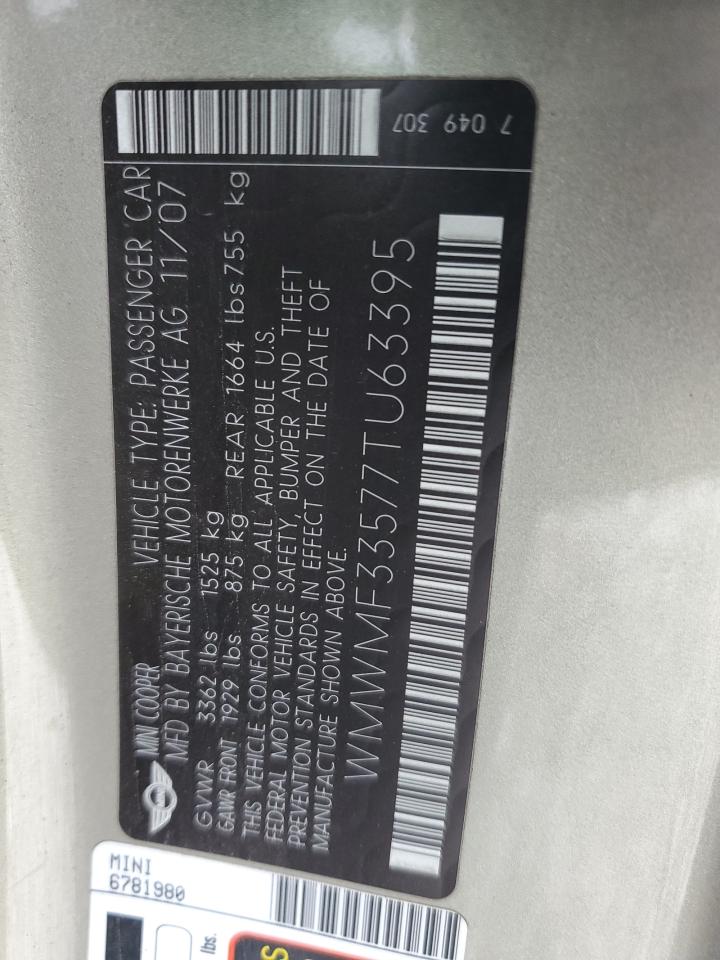 MINI COOPER VEHICLE TYPE: PASSENGER CAR
MFD BY BAYERISCHE MOTORENWERKE AG 11/07
GVWR 3362 lbs 1525 kg
GAWR FRONT 1929 lbs 875 kg REAR 1664 lbs 755 kg
THIS VEHICLE CONFORMS TO ALL APPLICABLE U.S.
FEDERAL MOTOR VEHICLE SAFETY, BUMPER AND THEFT
PREVENTION STANDARDS IN EFFECT ON THE DATE OF
MANUFACTURE SHOWN ABOVE.
WMWMF33577TU63395
7 049 307
MINI
6781980
lbs.